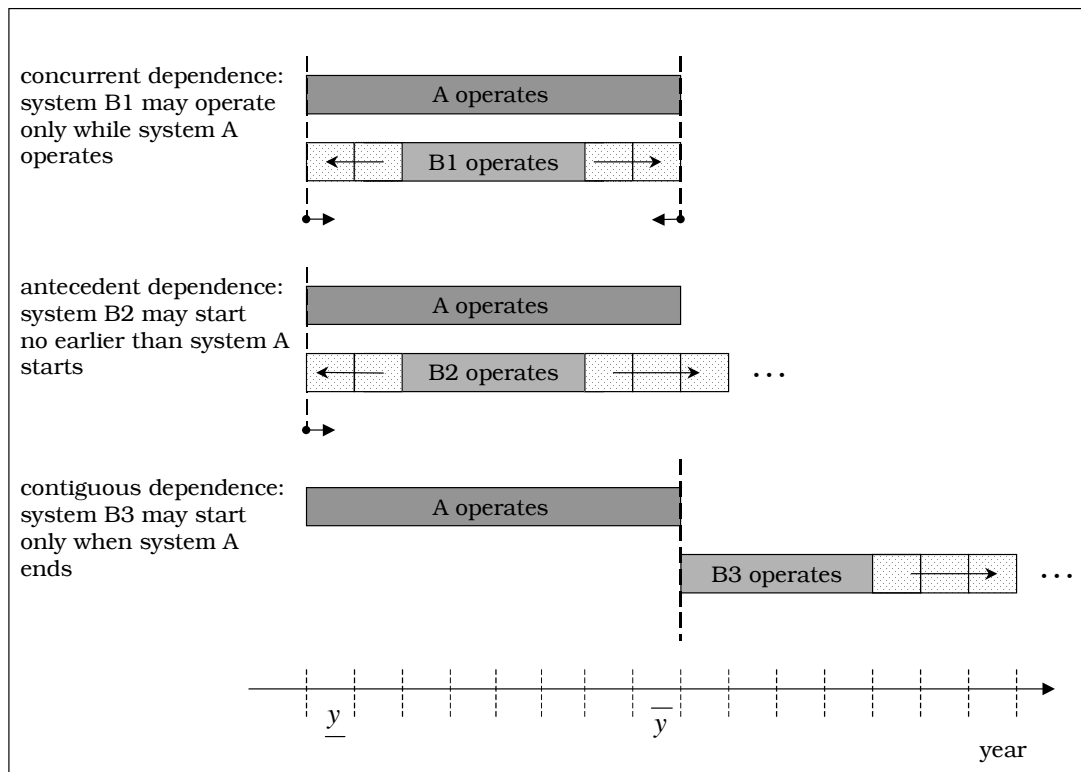 concurrent dependence:
system B1 may operate
only while system A
operates
A operates
B1 operates
antecedent dependence:
system B2 may start
no earlier than system A
starts
A operates
B2 operates
...
contiguous dependence:
system B3 may start
only when system A
ends
A operates
B3 operates
...
y y
year